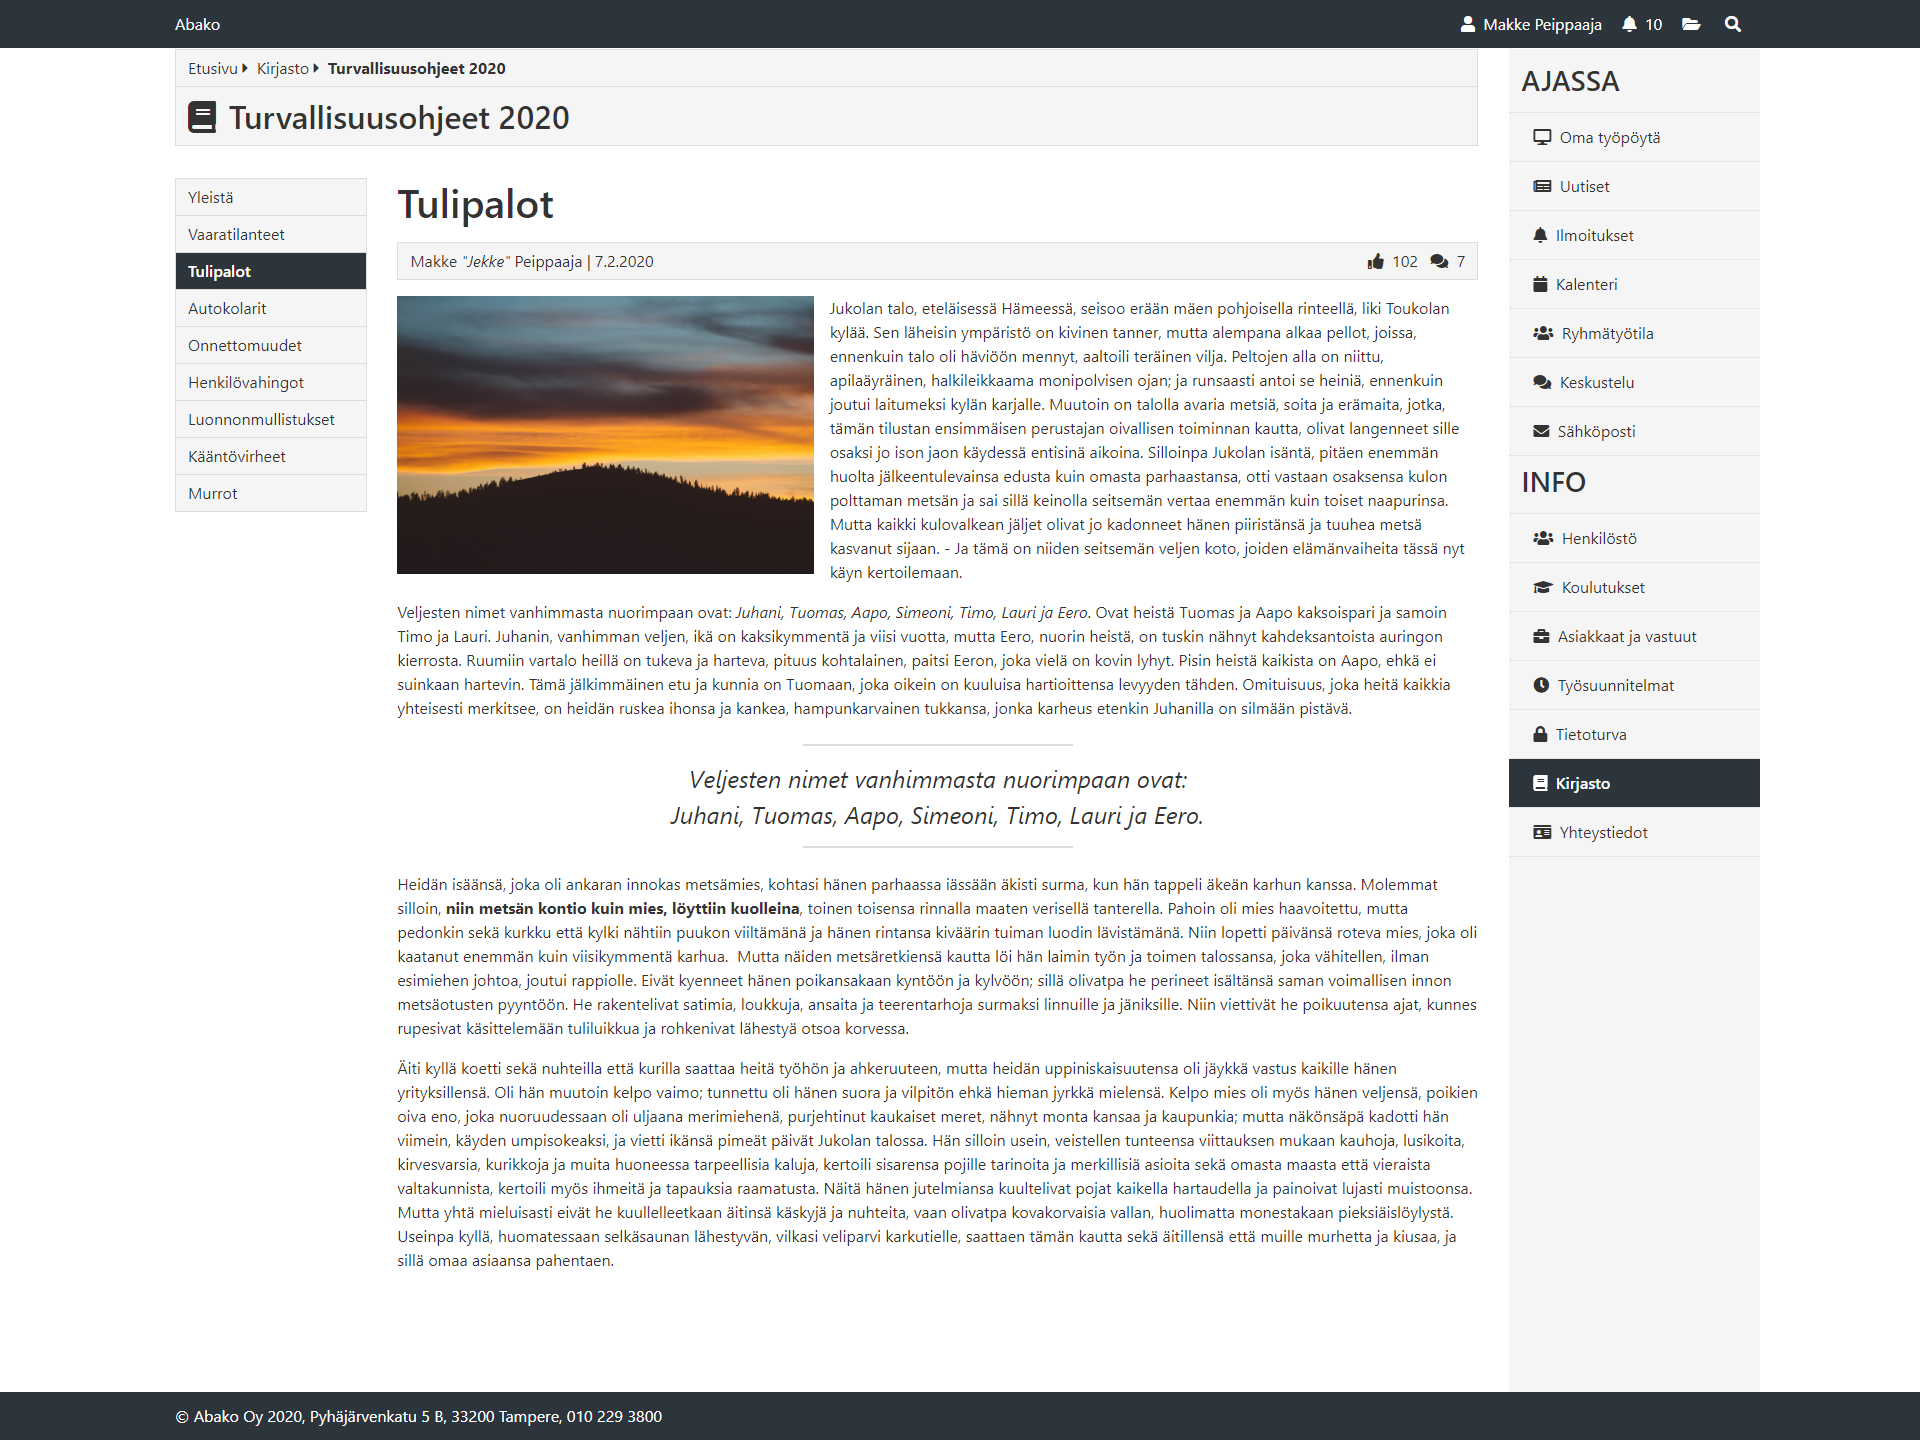 Abako
Makke Peippaaja 10
Etusivu Kirjasto Turvallisuusohjeet 2020
Turvallisuusohjeet 2020
Yleistä
Vaaratilanteet
Tulipalot
Autokolarit
Onnettomuudet
Henkilövahingot
Luonnonmullistukset
Kääntövirheet
Murrot
Tulipalot
Makke "Jekke" Peippaaja | 7.2.2020 102 7
Jukolan talo, eteläisessä Hämeessä, seisoo erään mäen pohjoisella rinteellä, liki Toukolan
kylää. Sen läheisin ympäristö on kivinen tanner, mutta alempana alkaa pellot, joissa,
ennenkuin talo oli häviöön mennyt, aaltoili teräinen vilja. Peltojen alla on niittu,
apilaäyräinen, halkileikkaama monipolvisen ojan; ja runsaasti antoi se heiniä, ennenkuin
joutui laitumeksi kylän karjalle. Muutoin on talolla avaria metsiä, soita ja erämaita, jotka,
tämän tilustan ensimmäisen perustajan oivallisen toiminnan kautta, olivat langenneet sille
osaksi jo ison jaon käydessä entisinä aikoina. Silloinpa Jukolan isäntä, pitäen enemmän
huolta jälkeentulevainsa edusta kuin omasta parhaastansa, otti vastaan osaksensa kulon
polttaman metsän ja sai sillä keinolla seitsemän vertaa enemmän kuin toiset naapurinsa.
Mutta kaikki kulovalkean jäljet olivat jo kadonneet hänen piiristänsä ja tuuhea metsä
kasvanut sijaan. - Ja tämä on niiden seitsemän veljen koto, joiden elämänvaiheita tässä nyt
käyn kertoilemaan.
Veljesten nimet vanhimmasta nuorimpaan ovat: Juhani, Tuomas, Aapo, Simeoni, Timo, Lauri ja Eero. Ovat heistä Tuomas ja Aapo kaksoispari ja samoin
Timo ja Lauri. Juhanin, vanhimman veljen, ikä on kaksikymmentä ja viisi vuotta, mutta Eero, nuorin heistä, on tuskin nähnyt kahdeksantoista auringon
kierrosta. Ruumiin vartalo heillä on tukeva ja harteva, pituus kohtalainen, paitsi Eeron, joka vielä on kovin lyhyt. Pisin heistä kaikista on Aapo, ehkä ei
suinkaan hartevin. Tämä jälkimmäinen etu ja kunnia on Tuomaan, joka oikein on kuuluisa hartioittensa levyyden tähden. Omituisuus, joka heitä kaikkia
yhteisesti merkitsee, on heidän ruskea ihonsa ja kankea, hampunkarvainen tukkansa, jonka karheus etenkin Juhanilla on silmään pistävä.
Veljesten nimet vanhimmasta nuorimpaan ovat:
Juhani, Tuomas, Aapo, Simeoni, Timo, Lauri ja Eero.
Heidän isäänsä, joka oli ankaran innokas metsämies, kohtasi hänen parhaassa iässään äkisti surma, kun hän tappeli äkeän karhun kanssa. Molemmat
silloin, niin metsän kontio kuin mies, löyttiin kuolleina, toinen toisensa rinnalla maaten verisellä tanterella. Pahoin oli mies haavoitettu, mutta
pedonkin sekä kurkku että kylki nähtiin puukon viiltämänä ja hänen rintansa kiväärin tuiman luodin lävistämänä. Niin lopetti päivänsä roteva mies, joka oli
kaatanut enemmän kuin viisikymmentä karhua.  Mutta näiden metsäretkiensä kautta löi hän laimin työn ja toimen talossansa, joka vähitellen, ilman
esimiehen johtoa, joutui rappiolle. Eivät kyenneet hänen poikansakaan kyntöön ja kylvöön; sillä olivatpa he perineet isältänsä saman voimallisen innon
metsäotusten pyyntöön. He rakentelivat satimia, loukkuja, ansaita ja teerentarhoja surmaksi linnuille ja jäniksille. Niin viettivät he poikuutensa ajat, kunnes
rupesivat käsittelemään tuliluikkua ja rohkenivat lähestyä otsoa korvessa.
Äiti kyllä koetti sekä nuhteilla että kurilla saattaa heitä työhön ja ahkeruuteen, mutta heidän uppiniskaisuutensa oli jäykkä vastus kaikille hänen
yrityksillensä. Oli hän muutoin kelpo vaimo; tunnettu oli hänen suora ja vilpitön ehkä hieman jyrkkä mielensä. Kelpo mies oli myös hänen veljensä, poikien
oiva eno, joka nuoruudessaan oli uljaana merimiehenä, purjehtinut kaukaiset meret, nähnyt monta kansaa ja kaupunkia; mutta näkönsäpä kadotti hän
viimein, käyden umpisokeaksi, ja vietti ikänsä pimeät päivät Jukolan talossa. Hän silloin usein, veistellen tunteensa viittauksen mukaan kauhoja, lusikoita,
kirvesvarsia, kurikkoja ja muita huoneessa tarpeellisia kaluja, kertoili sisarensa pojille tarinoita ja merkillisiä asioita sekä omasta maasta että vieraista
valtakunnista, kertoili myös ihmeitä ja tapauksia raamatusta. Näitä hänen jutelmiansa kuultelivat pojat kaikella hartaudella ja painoivat lujasti muistoonsa.
Mutta yhtä mieluisasti eivät he kuullelleetkaan äitinsä käskyjä ja nuhteita, vaan olivatpa kovakorvaisia vallan, huolimatta monestakaan pieksiäislöylystä.
Useinpa kyllä, huomatessaan selkäsaunan lähestyvän, vilkasi veliparvi karkutielle, saattaen tämän kautta sekä äitillensä että muille murhetta ja kiusaa, ja
sillä omaa asiaansa pahentaen.
AJASSA
Oma työpöytä
Uutiset
Ilmoitukset
Kalenteri
Ryhmätyötila
Keskustelu
Sähköposti
INFO
Henkilöstö
Koulutukset
Asiakkaat ja vastuut
Työsuunnitelmat
Tietoturva
Kirjasto
Yhteystiedot
© Abako Oy 2020, Pyhäjärvenkatu 5 B, 33200 Tampere, 010 229 3800